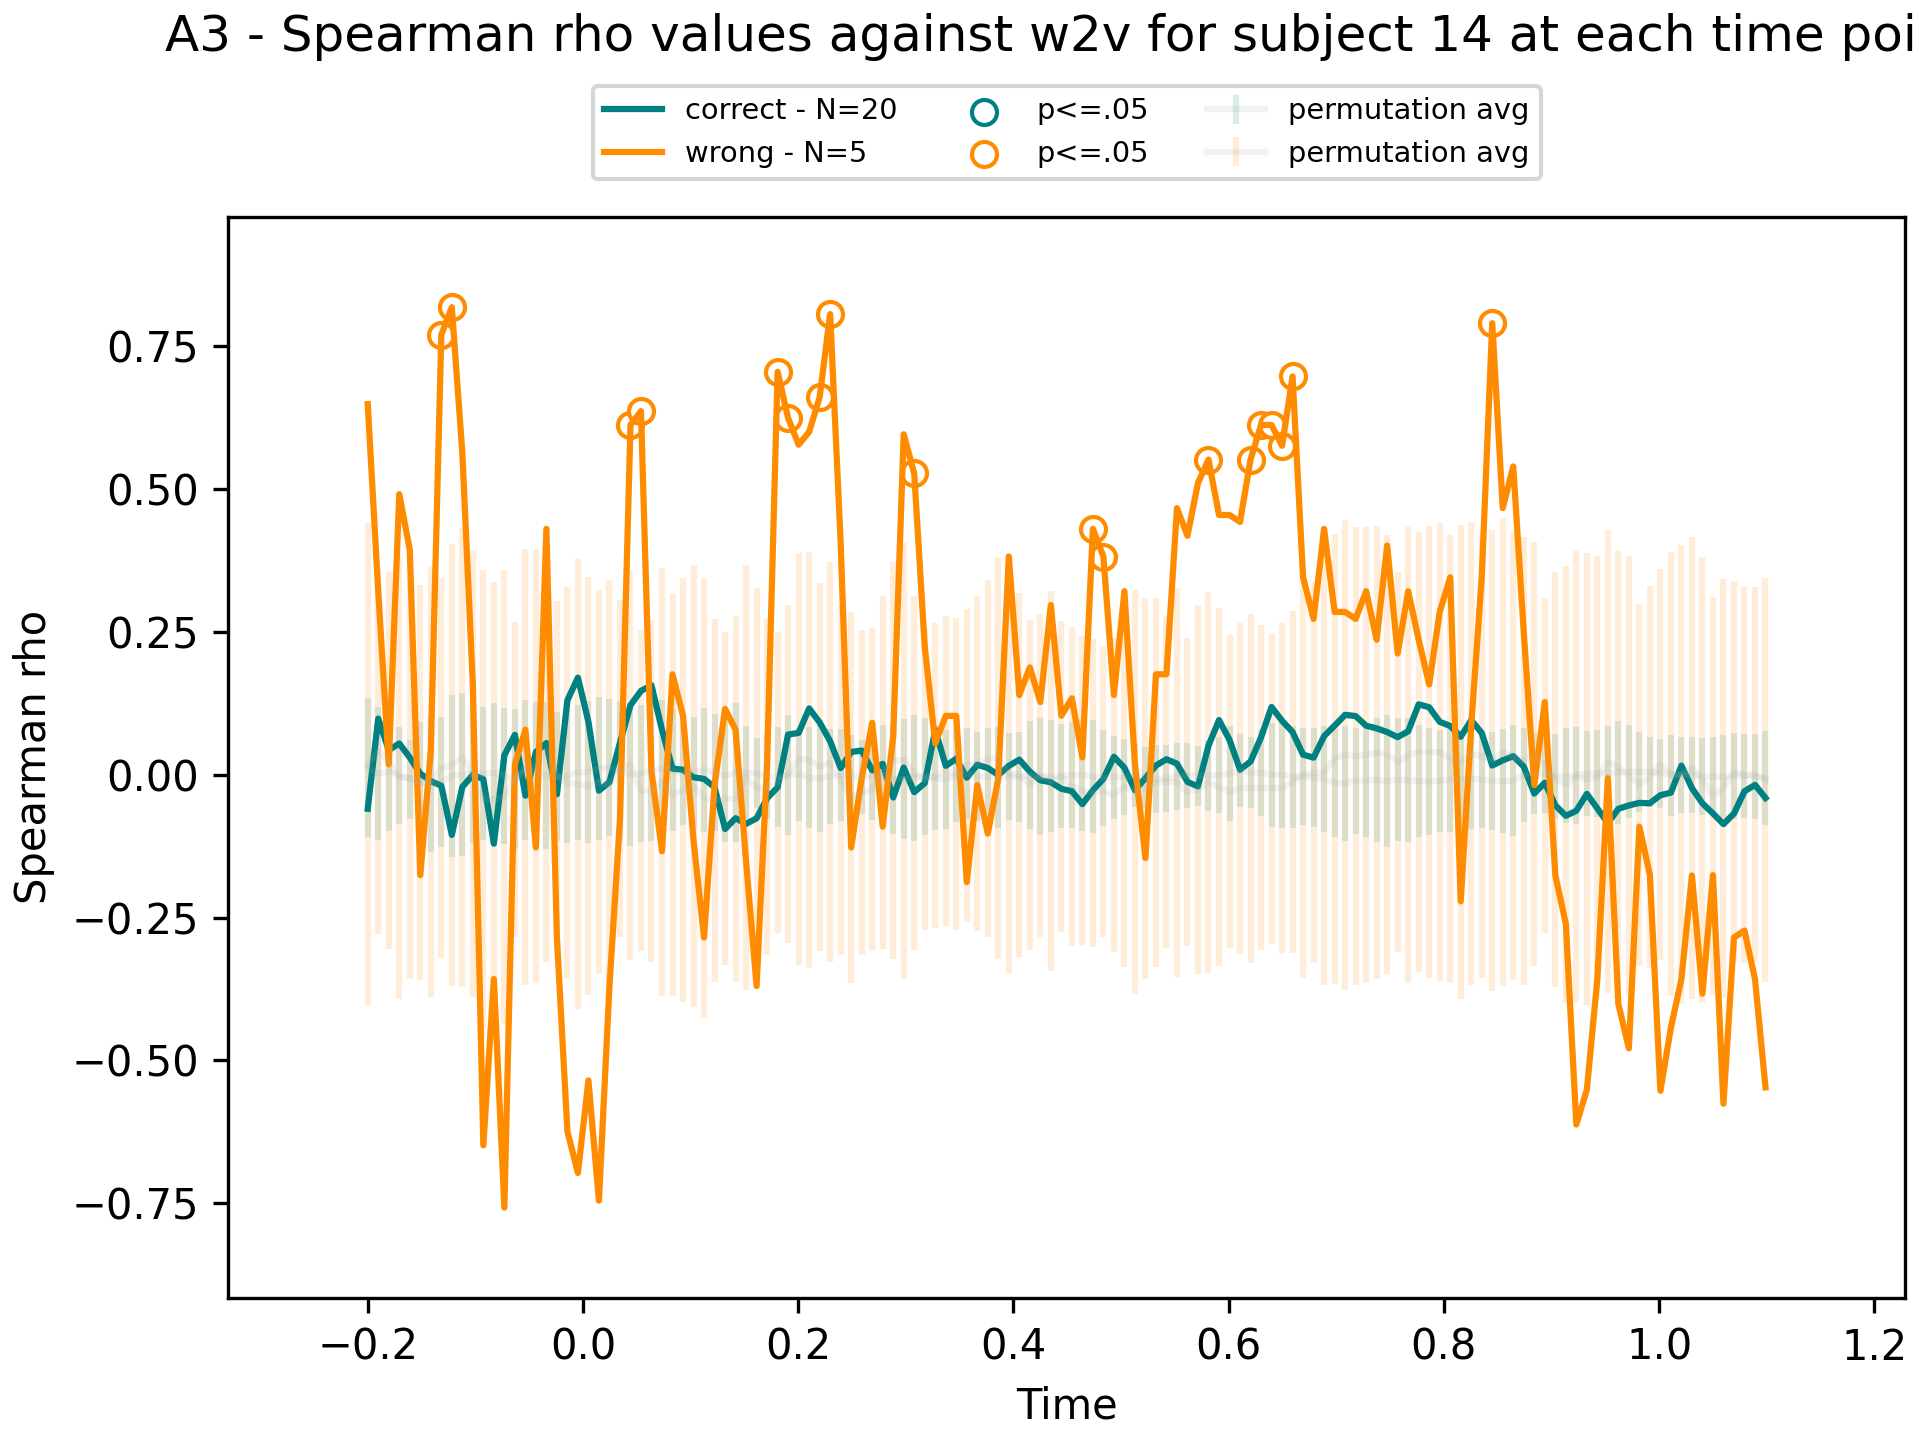 A3 - Spearman rho values against w2v for subject 14 at each time poi
correct - N=20
wrong - N=5
p<=.05
p<=.05
permutation avg
permutation avg
Spearman rho
0.75
0.50
0.25
0.00
−0.25
−0.50
−0.75
−0.2 0.0 0.2 0.4 0.6 0.8 1.0 1.2
Time